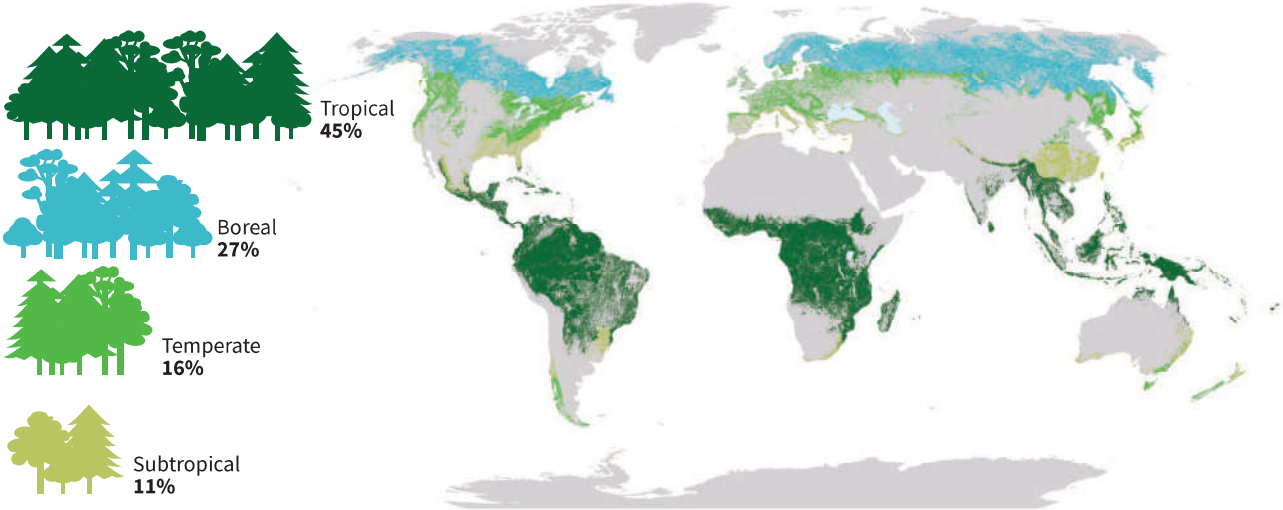 Tropical
45%
Boreal
27%
Temperate
16%
Subtropical
11%